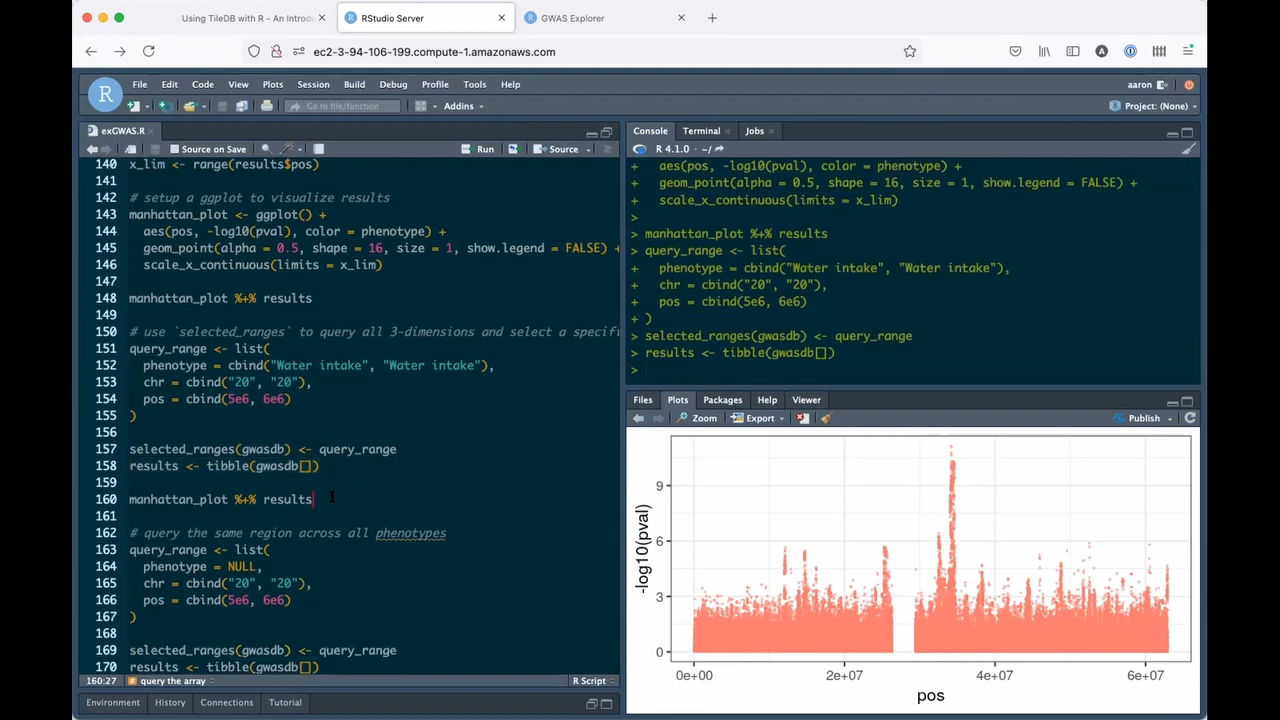 Using TileDB with R - An Introdu
RStudio Server
GWAS Explorer
ec2-3-94-106-199.compute-1.amazonaws.com
File Edit Code View Plots Session Build Debug Profile Tools Help
aaron
Go to file/function
Addins
Project: (None)
exGWAS.R
Source on Save
Run
Source
140 x_lim <- range(results$pos)
141
142 # setup a ggplot to visualize results
143 manhattan_plot <- ggplot() +
144 aes(pos, -log10(pval), color = phenotype) +
145 geom_point(alpha = 0.5, shape = 16, size = 1, show.legend = FALSE) +
146 scale_x_continuous(limits = x_lim)
147
148 manhattan_plot %+% results
149
150 # use `selected_ranges` to query all 3-dimensions and select a specif
151 query_range <- list(
152 phenotype = cbind("Water intake", "Water intake"),
153 chr = cbind("20", "20"),
154 pos = cbind(5e6, 6e6)
155 )
156
157 selected_ranges(gwasdb) <- query_range
158 results <- tibble(gwasdb[])
159
160 manhattan_plot %+% results
161
162 # query the same region across all phenotypes
163 query_range <- list(
164 phenotype = NULL,
165 chr = cbind("20", "20"),
166 pos = cbind(5e6, 6e6)
167 )
168
169 selected_ranges(gwasdb) <- query_range
170 results <- tibble(gwasdb[])
160:27 query the array
R Script
Environment History Connections Tutorial
Console Terminal Jobs
R 4.1.0 · ~/
+ aes(pos, -log10(pval), color = phenotype) +
+ geom_point(alpha = 0.5, shape = 16, size = 1, show.legend = FALSE) +
+ scale_x_continuous(limits = x_lim)
>
> manhattan_plot %+% results
> query_range <- list(
+ phenotype = cbind("Water intake", "Water intake"),
+ chr = cbind("20", "20"),
+ pos = cbind(5e6, 6e6)
+ )
> selected_ranges(gwasdb) <- query_range
> results <- tibble(gwasdb[])
>
Files Plots Packages Help Viewer
Zoom Export
Publish
9
6
3
0
-log10(pval)
0e+00 2e+07 4e+07 6e+07
pos